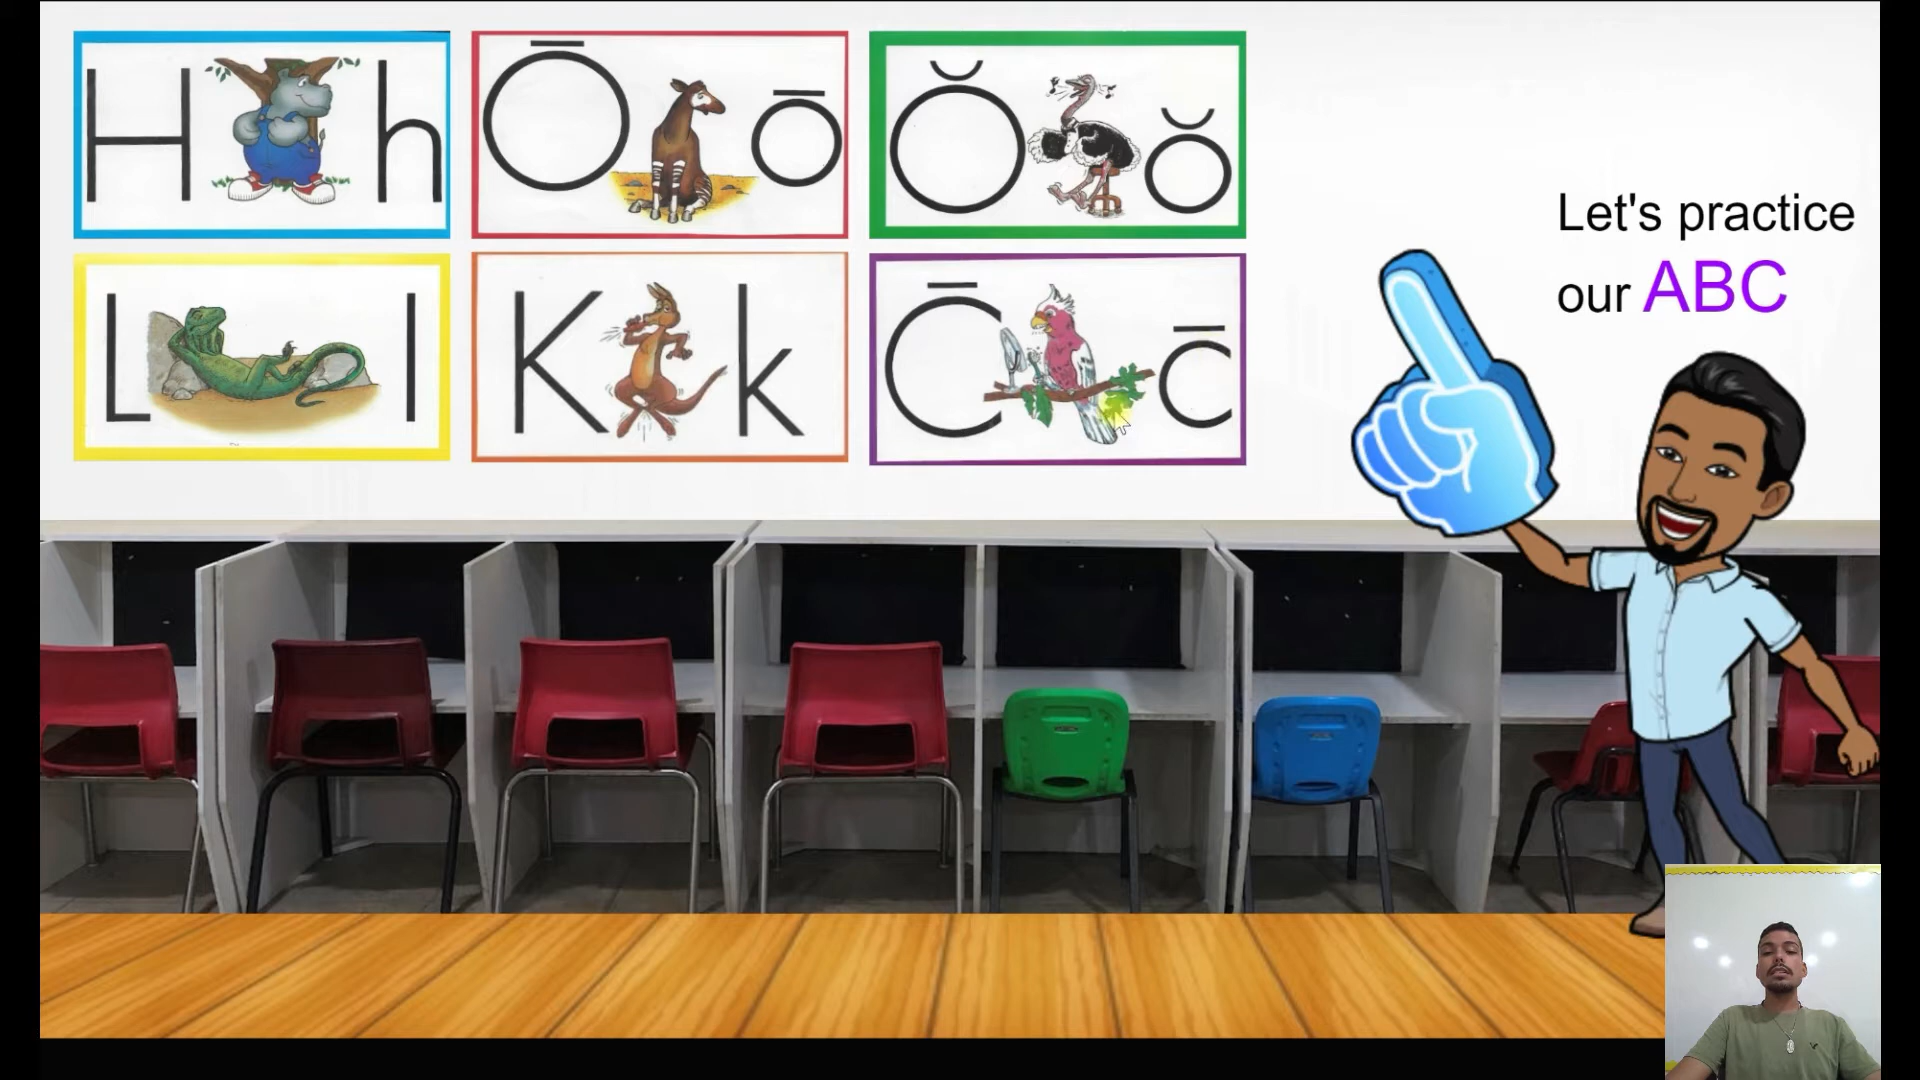 H h
Ō ō
Ŏ ŏ
L l
K k
C̄ c̄
Let's practice
our ABC